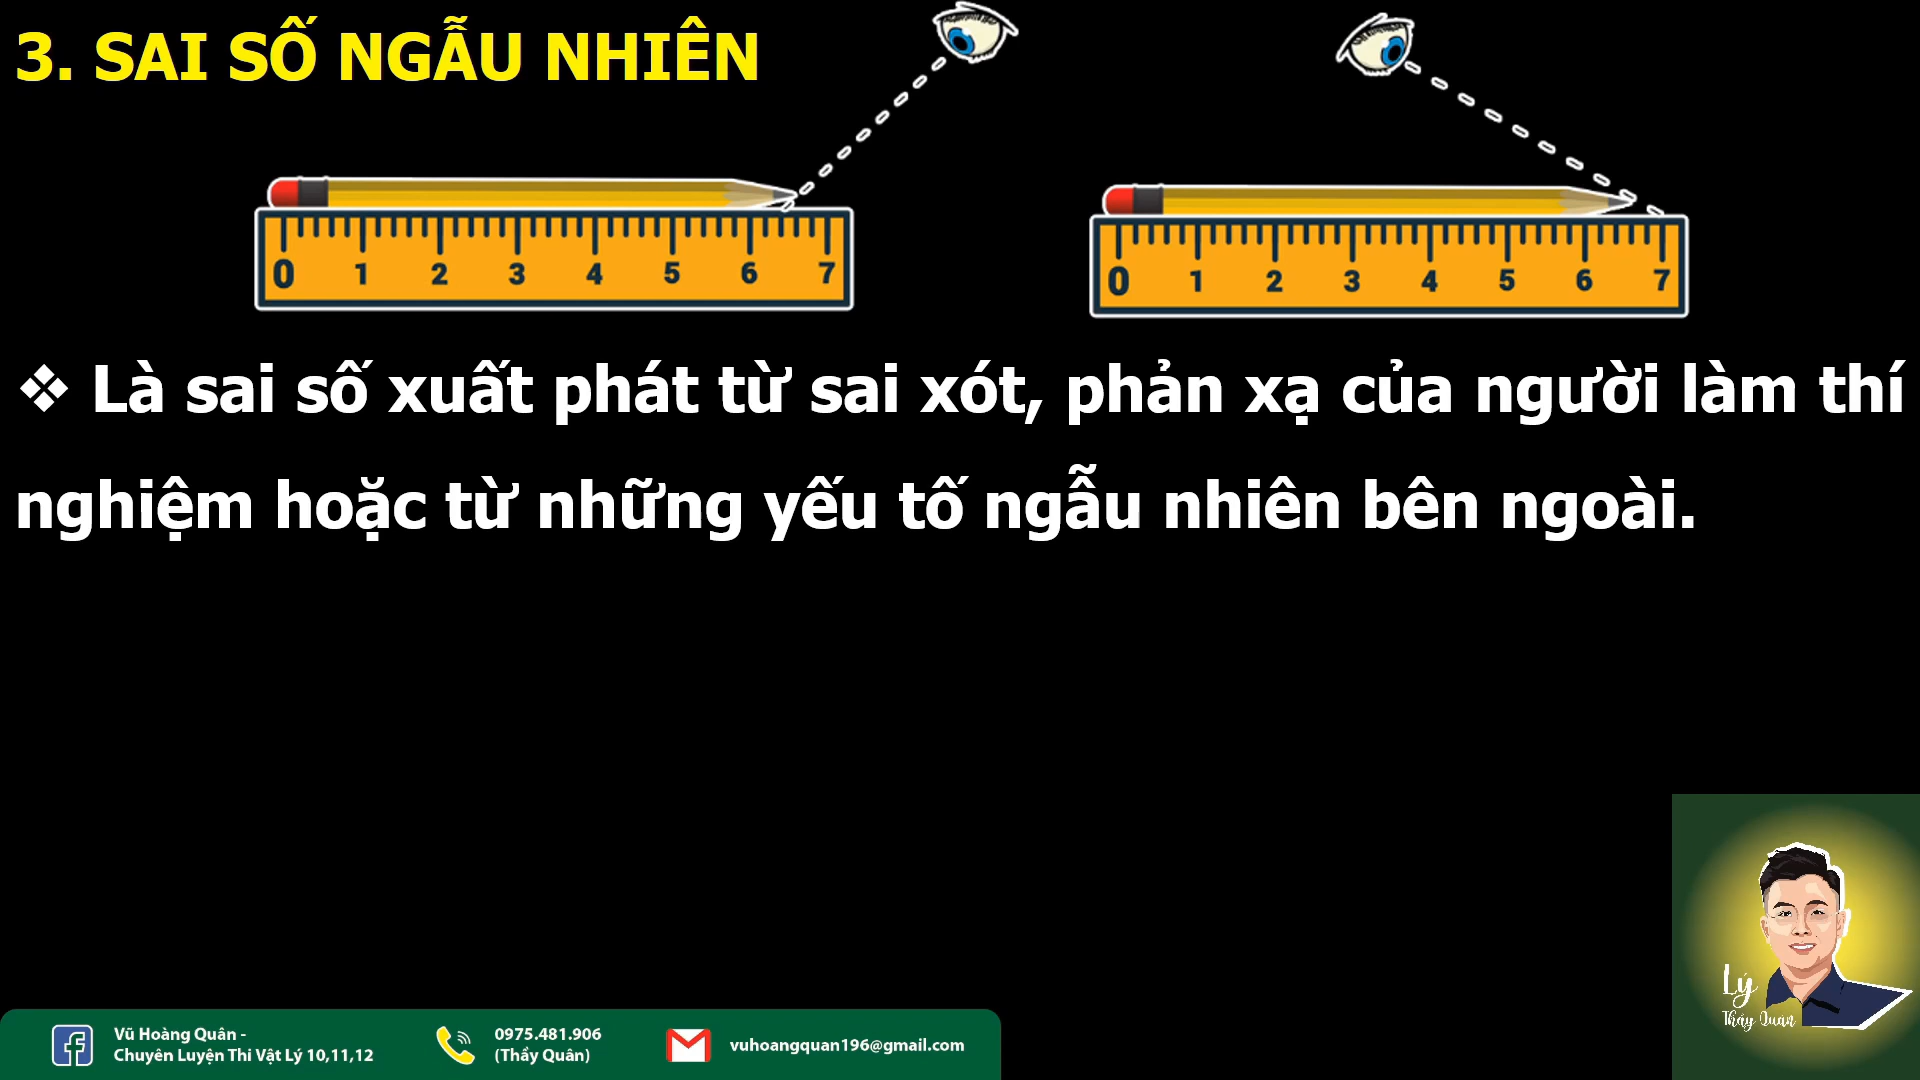 3. SAI SỐ NGẪU NHIÊN
0 1 2 3 4 5 6 7
0 1 2 3 4 5 6 7
❖ Là sai số xuất phát từ sai xót, phản xạ của người làm thí
nghiệm hoặc từ những yếu tố ngẫu nhiên bên ngoài.
Lý
Thầy Quân
Vũ Hoàng Quân -
Chuyên Luyện Thi Vật Lý 10,11,12
0975.481.906
(Thầy Quân)
vuhoangquan196@gmail.com